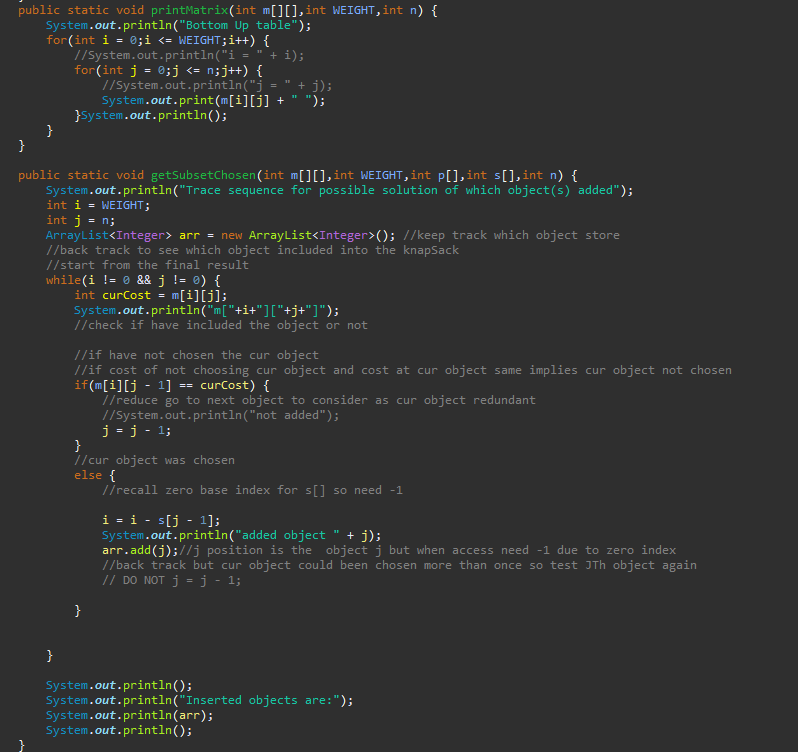 public static void printMatrix(int m[][],int WEIGHT,int n) {
System.out.println("Bottom Up table");
for(int i = 0;i <= WEIGHT;i++) {
//System.out.println("i = " + i);
for(int j = 0;j <= n;j++) {
//System.out.println("j = " + j);
System.out.print(m[i][j] + " ");
}System.out.println();
}
}
public static void getSubsetChosen(int m[][],int WEIGHT,int p[],int s[],int n) {
System.out.println("Trace sequence for possible solution of which object(s) added");
int i = WEIGHT;
int j = n;
ArrayList<Integer> arr = new ArrayList<Integer>(); //keep track which object store
//back track to see which object included into the knapSack
//start from the final result
while(i != 0 && j != 0) {
int curCost = m[i][j];
System.out.println("m["+i+"]["+j+"]");
//check if have included the object or not
//if have not chosen the cur object
//if cost of not choosing cur object and cost at cur object same implies cur object not chosen
if(m[i][j - 1] == curCost) {
//reduce go to next object to consider as cur object redundant
//System.out.println("not added");
j = j - 1;
}
//cur object was chosen
else {
//recall zero base index for s[] so need -1
i = i - s[j - 1];
System.out.println("added object " + j);
arr.add(j);//j position is the  object j but when access need -1 due to zero index
//back track but cur object could been chosen more than once so test JTh object again
// DO NOT j = j - 1;
}
}
System.out.println();
System.out.println("Inserted objects are:");
System.out.println(arr);
System.out.println();
}